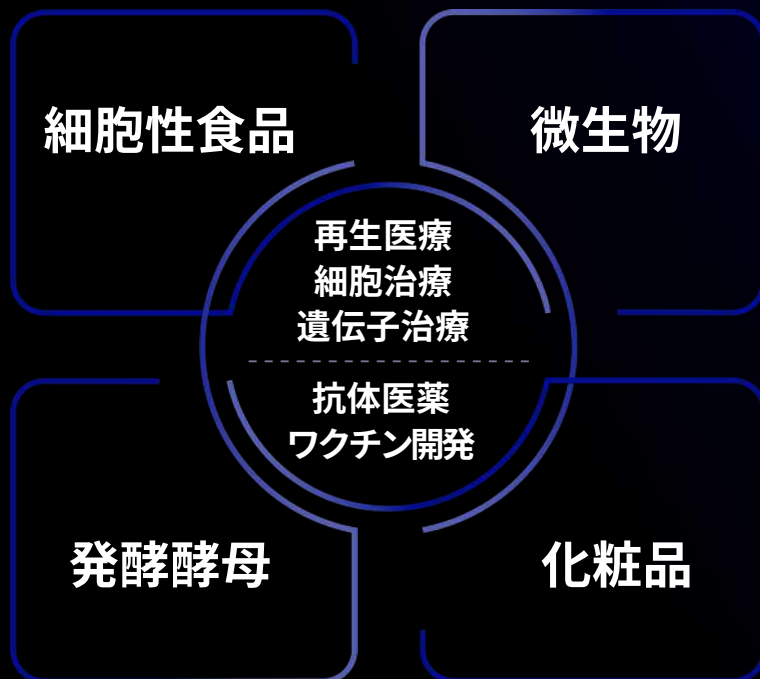 細胞性食品
微生物
再生医療
細胞治療
遺伝子治療
抗体医薬
ワクチン開発
発酵酵母
化粧品